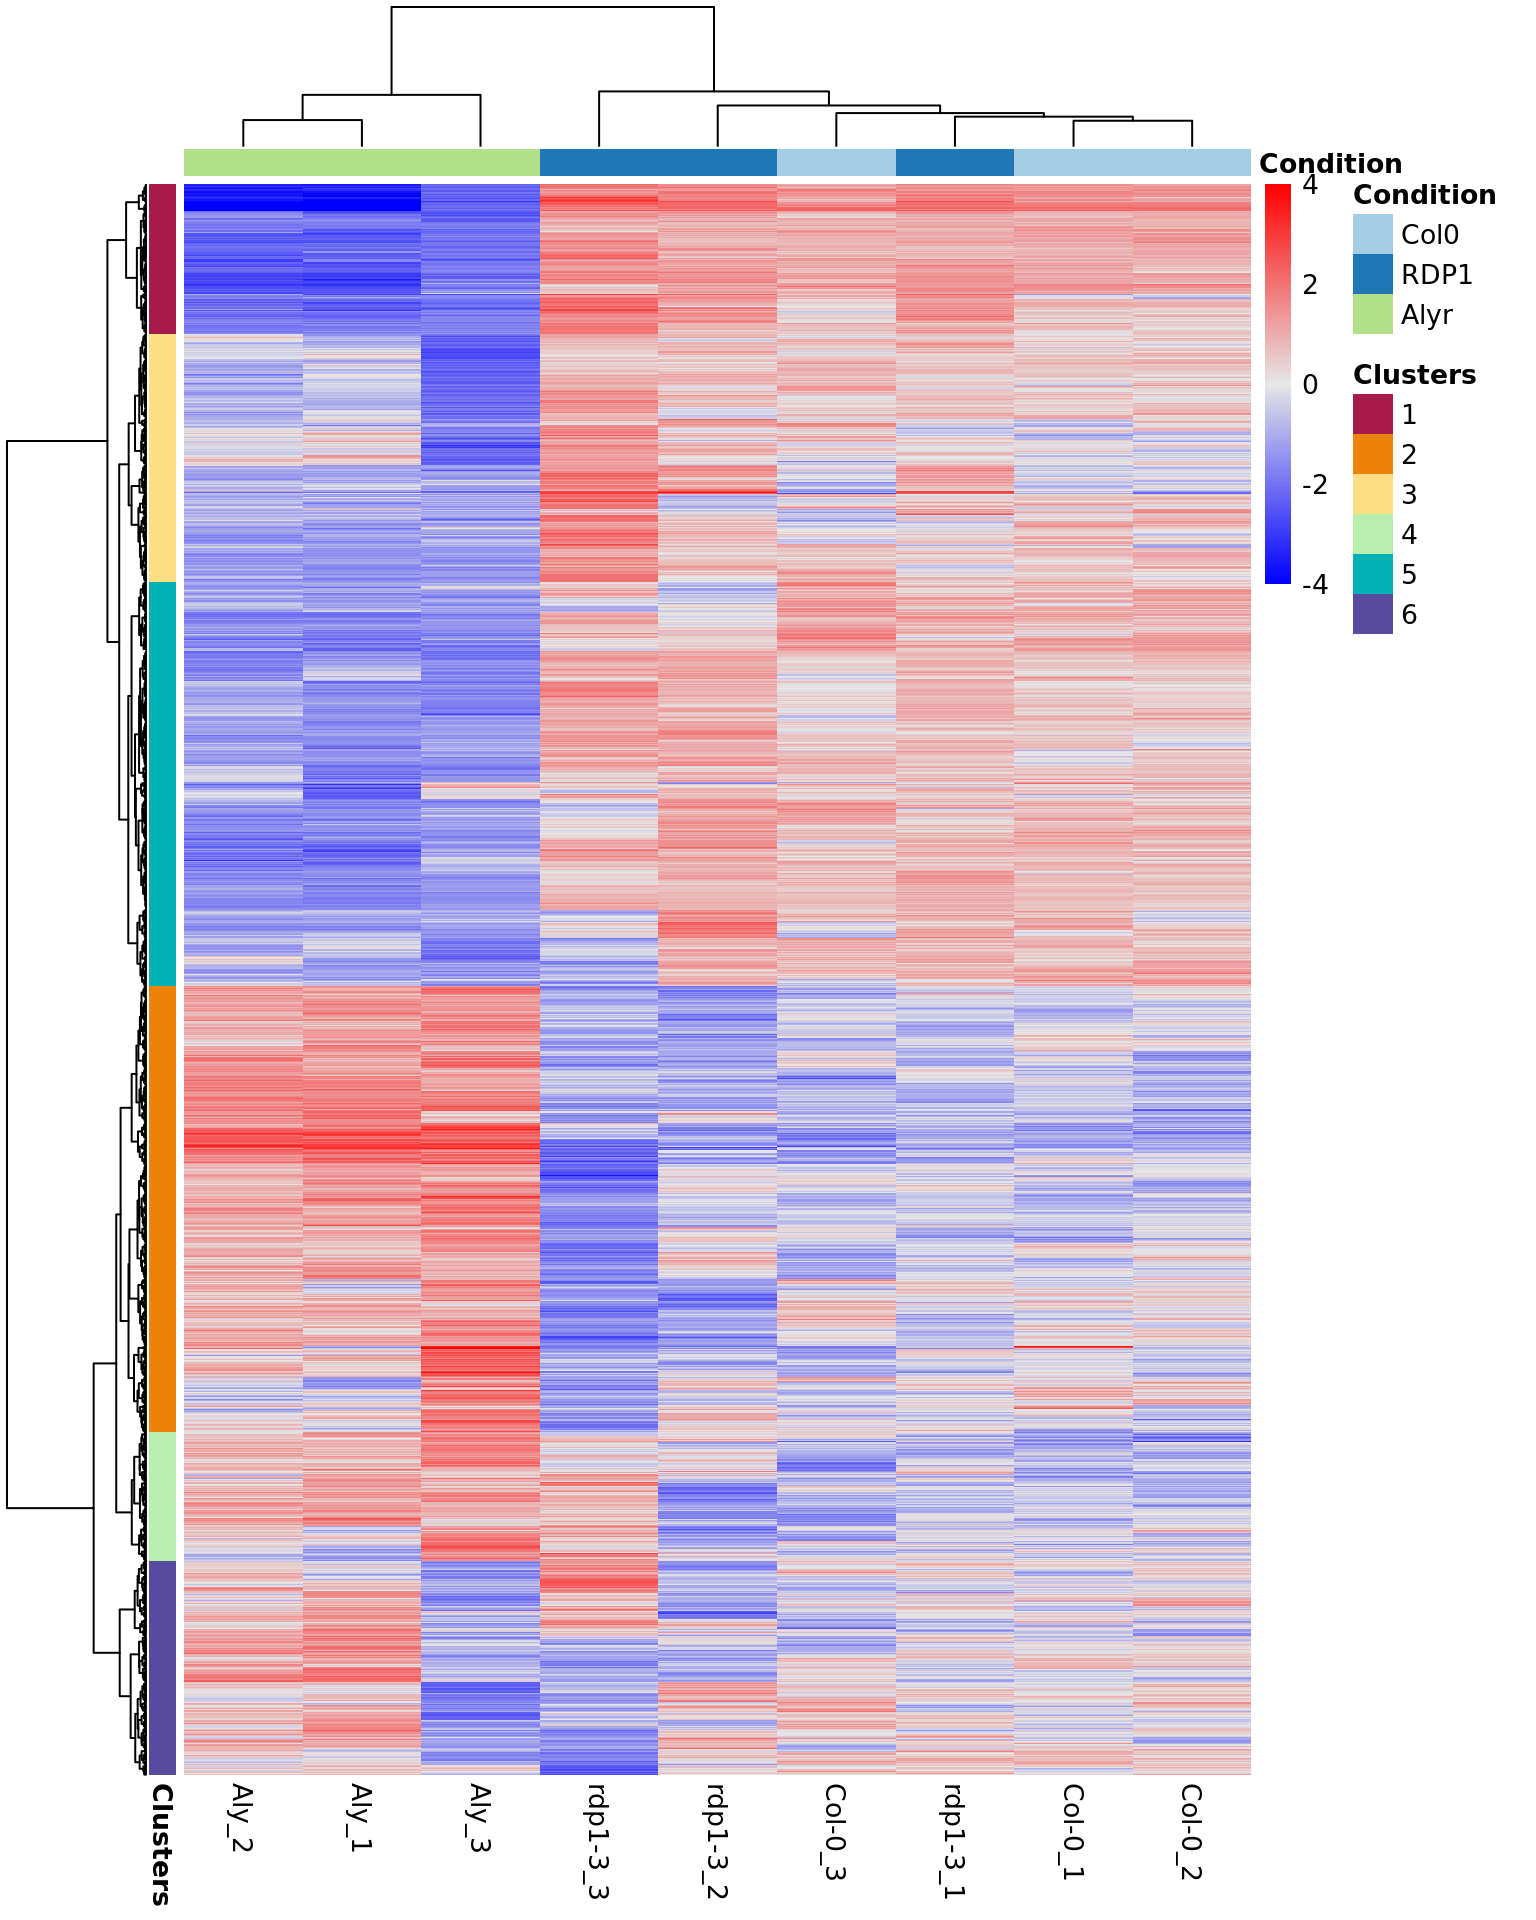 Condition
4
2
0
-2
-4
Condition
Col0
RDP1
Alyr
Clusters
1
2
3
4
5
6
Clusters
Aly_2
Aly_1
Aly_3
rdp1-3_3
rdp1-3_2
Col-0_3
rdp1-3_1
Col-0_1
Col-0_2